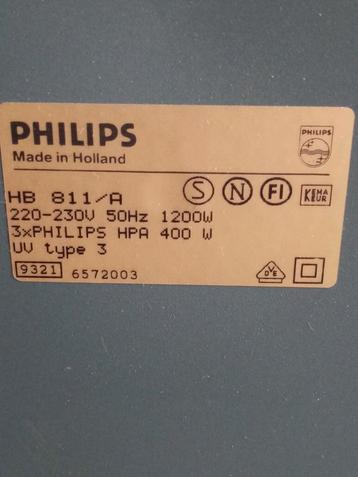 PHILIPS
PHILIPS
Made in Holland
HB 811/A
S N FI KEMA KEUR
220-230V 50Hz 1200W
3xPHILIPS HPA 400 W
UV type 3
9321 6572003
VDE